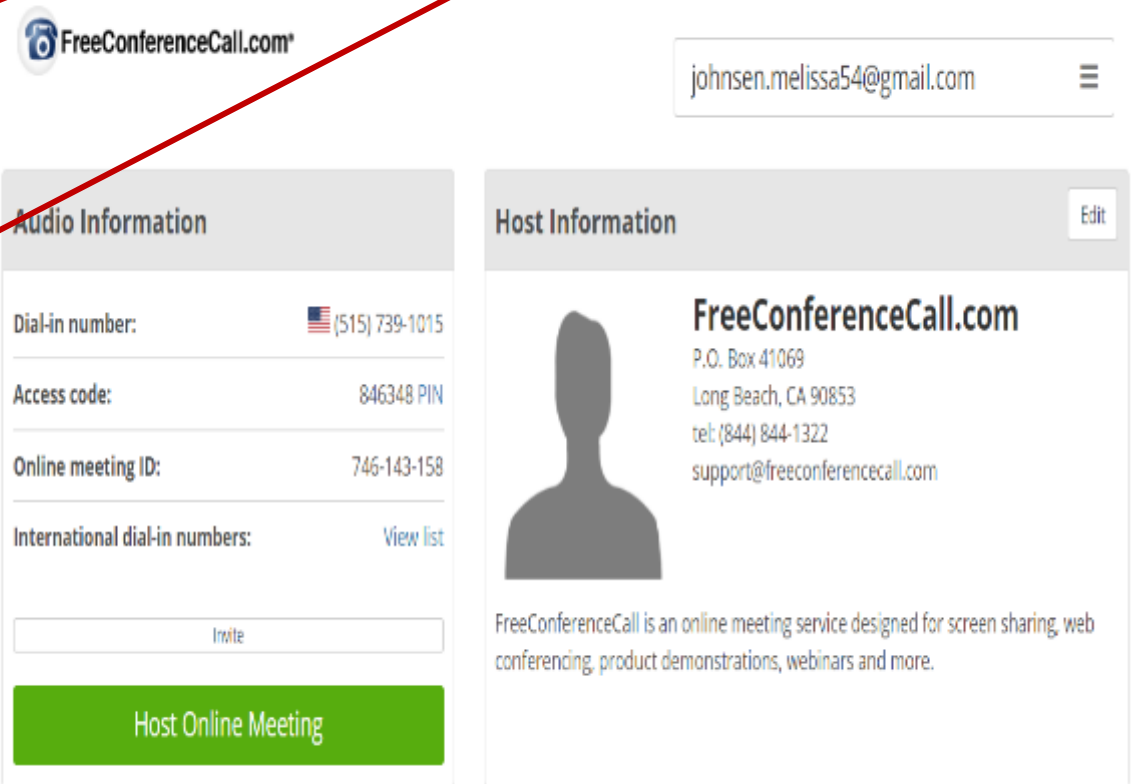 FreeConferenceCall.com®
johnsen.melissa54@gmail.com
Audio Information
Dial-in number: (515) 739-1015
Access code: 846348 PIN
Online meeting ID: 746-143-158
International dial-in numbers: View list
Invite
Host Online Meeting
Host Information
Edit
FreeConferenceCall.com
P.O. Box 41069
Long Beach, CA 90853
tel: (844) 844-1322
support@freeconferencecall.com
FreeConferenceCall is an online meeting service designed for screen sharing, web
conferencing, product demonstrations, webinars and more.